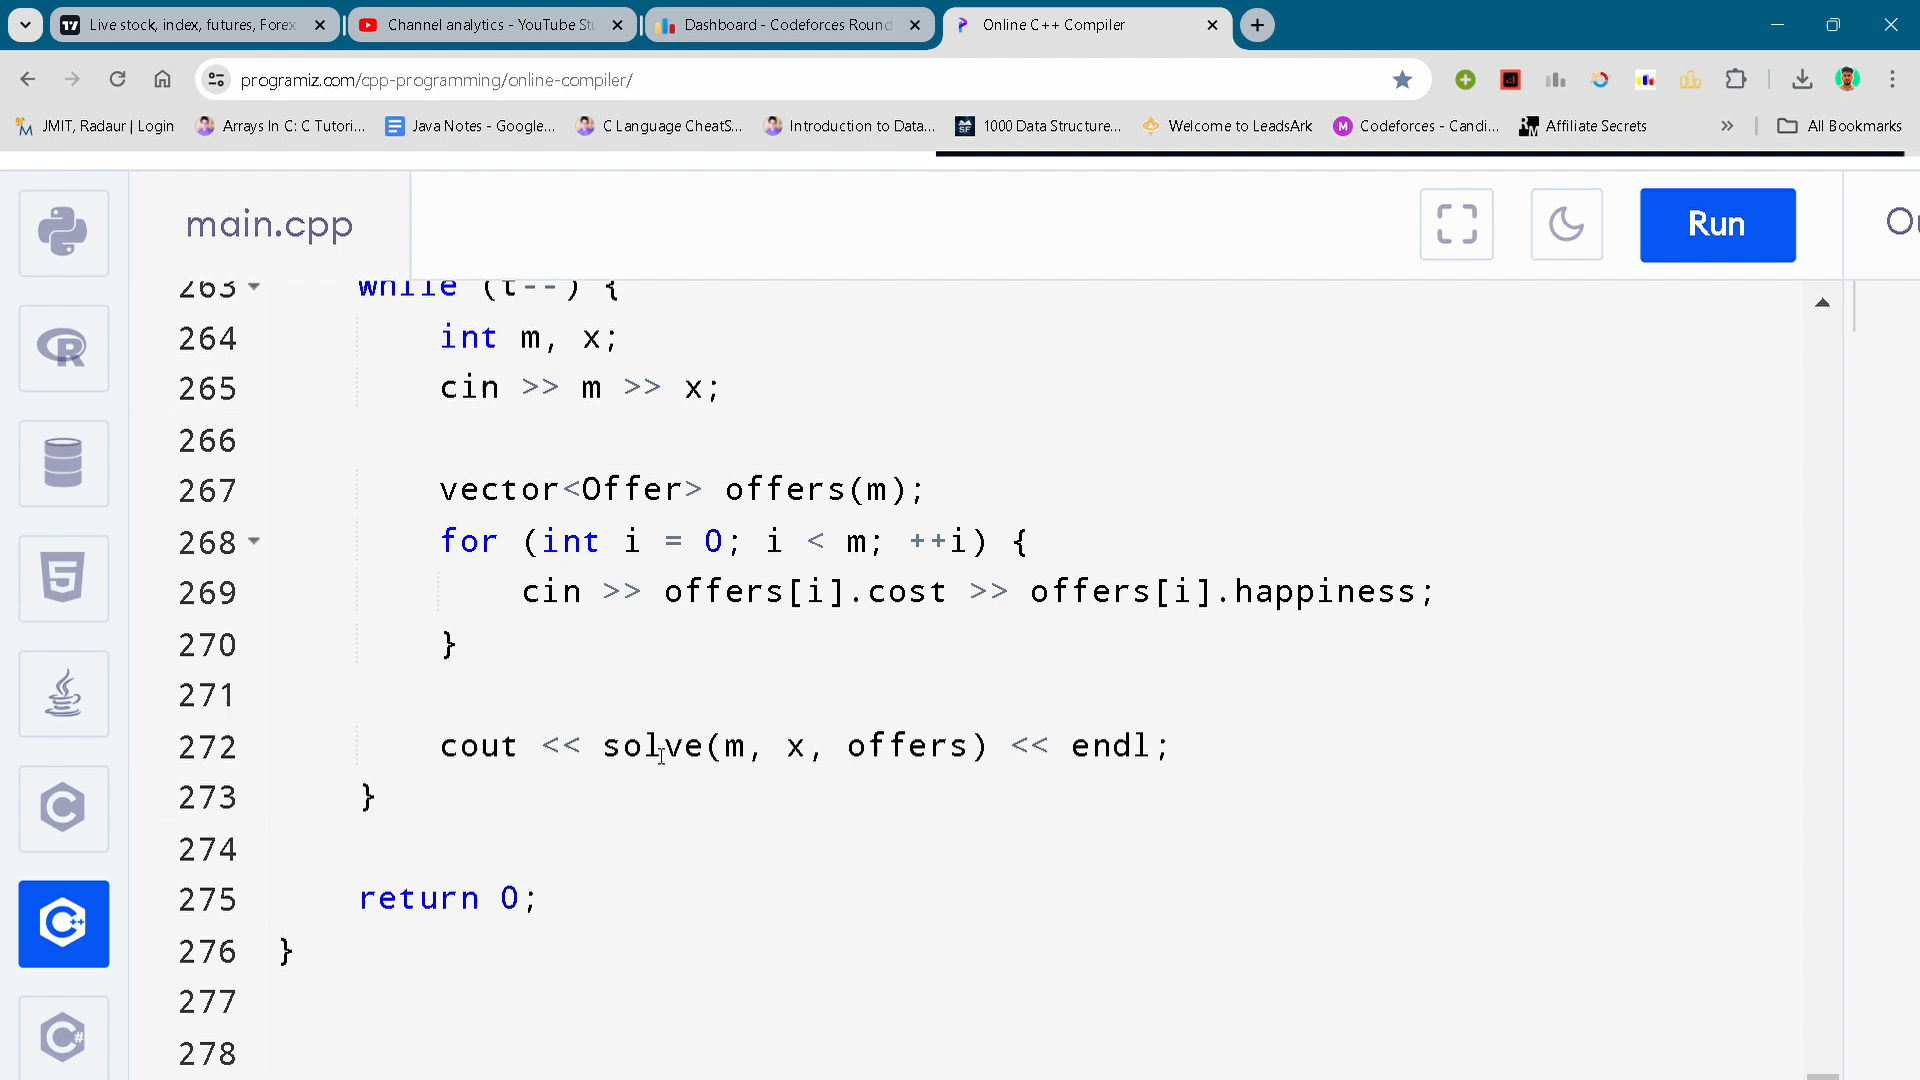 Live stock, index, futures, Forex
Channel analytics - YouTube Stu
Dashboard - Codeforces Round
Online C++ Compiler
programiz.com/cpp-programming/online-compiler/
JMIT, Radaur | Login
Arrays In C: C Tutori...
Java Notes - Google...
C Language CheatS...
Introduction to Data...
1000 Data Structure...
Welcome to LeadsArk
Codeforces - Candi...
Affiliate Secrets
All Bookmarks
main.cpp
Run
Ou
263 while (t--) {
264 int m, x;
265 cin >> m >> x;
266
267 vector<Offer> offers(m);
268 for (int i = 0; i < m; ++i) {
269 cin >> offers[i].cost >> offers[i].happiness;
270 }
271
272 cout << solve(m, x, offers) << endl;
273 }
274
275 return 0;
276 }
277
278